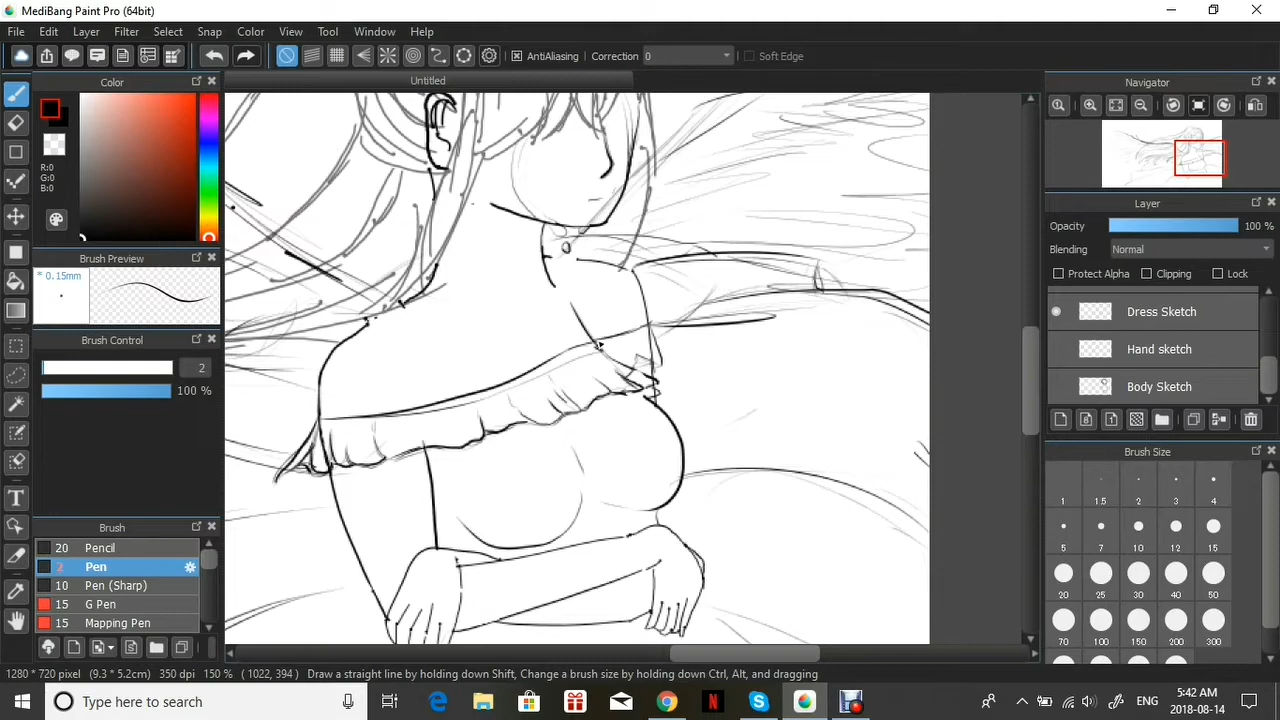 MediBang Paint Pro (64bit)
File Edit Layer Filter Select Snap Color View Tool Window Help
AntiAliasing Correction 0 Soft Edge
Untitled
Color
R:0
G:0
B:0
Brush Preview
* 0.15mm
Brush Control
2
100 %
Brush
20 Pencil
2 Pen
10 Pen (Sharp)
15 G Pen
15 Mapping Pen
Navigator
Layer
Opacity 100 %
Blending Normal
Protect Alpha Clipping Lock
Dress Sketch
Hand sketch
Body Sketch
Brush Size
1 1.5 2 3 4
5 7 10 12 15
20 25 30 40 50
70 100 150 200 300
1280 * 720 pixel (9.3 * 5.2cm) 350 dpi 150 % ( 1022, 394 ) Draw a straight line by holding down Shift, Change a brush size by holding down Ctrl, Alt, and dragging
Type here to search
ENG
5:42 AM
2018-08-14